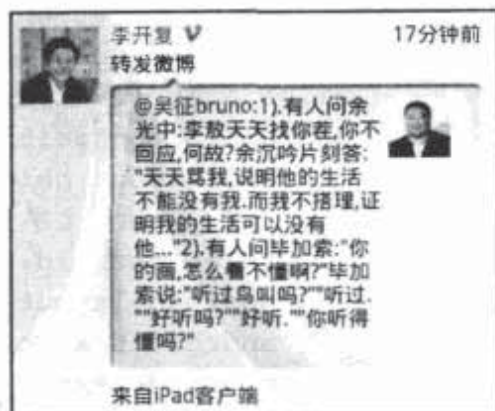 李开复 V
17分钟前
转发微博
@吴征bruno:1).有人问余
光中:李敖天天找你茬,你不
回应,何故?余沉吟片刻答:
"天天骂我,说明他的生活
不能没有我.而我不搭理,证
明我的生活可以没有
他..."2).有人问毕加索:"你
的画,怎么看不懂啊?"毕加
索说:"听过鸟叫吗?""听过.
""好听吗?""好听.""你听得
懂吗?"
来自iPad客户端